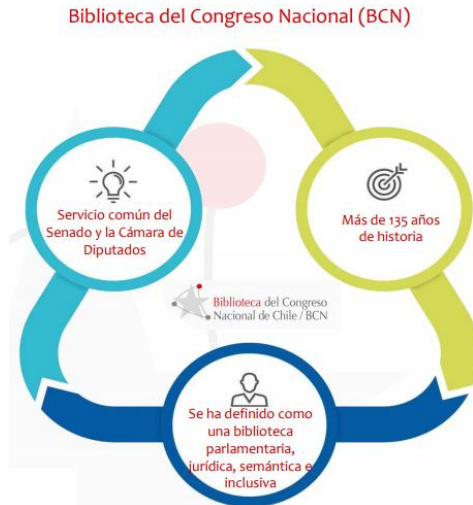 Biblioteca del Congreso Nacional (BCN)
Servicio común del
Senado y la Cámara de
Diputados
Más de 135 años
de historia
Biblioteca del Congreso
Nacional de Chile / BCN
Se ha definido como
una biblioteca
parlamentaria,
jurídica, semántica e
inclusiva